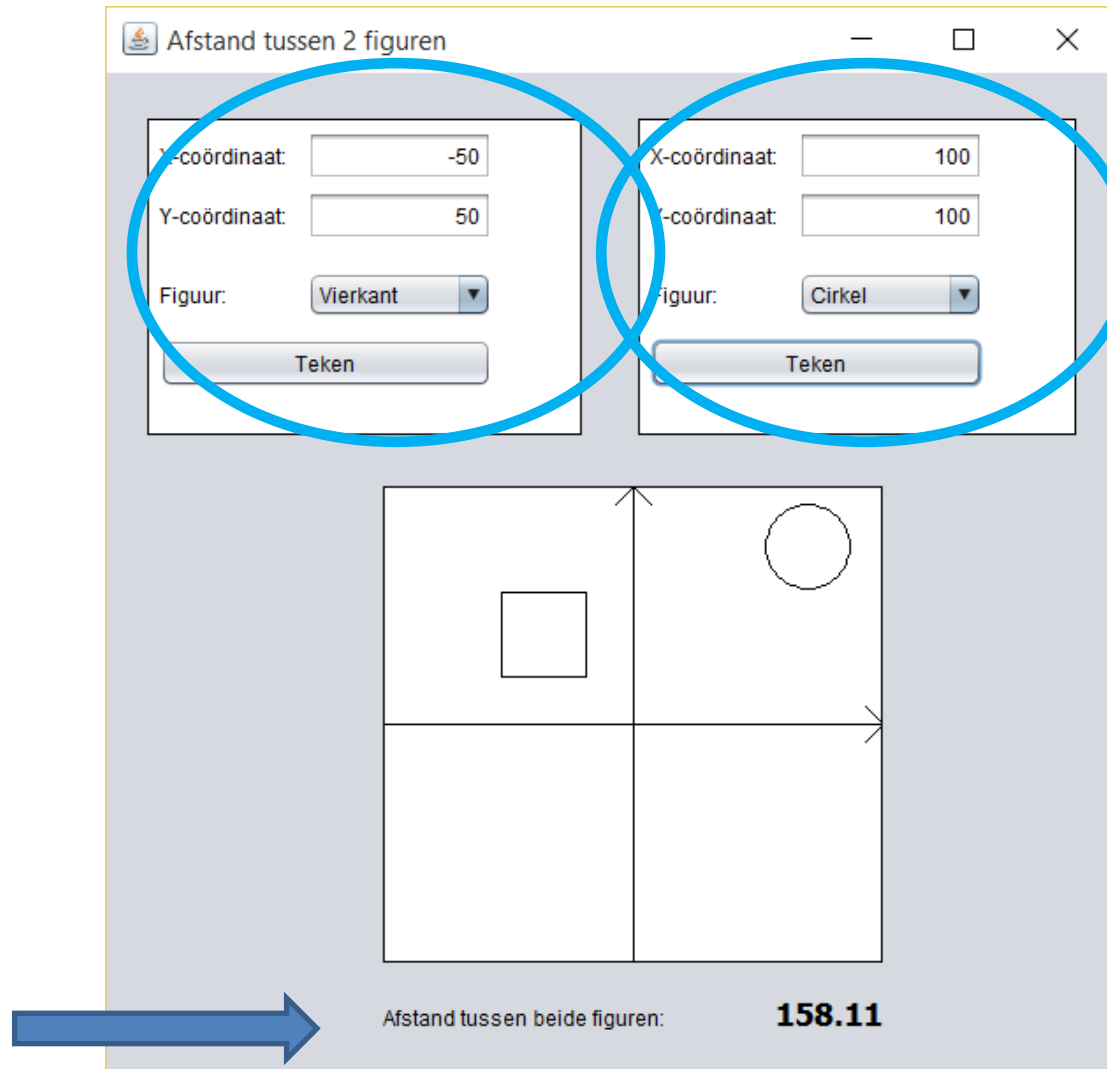 Afstand tussen 2 figuren
X-coördinaat: -50
Y-coördinaat: 50
Figuur: Vierkant
Teken
X-coördinaat: 100
Y-coördinaat: 100
Figuur: Cirkel
Teken
Afstand tussen beide figuren: 158.11